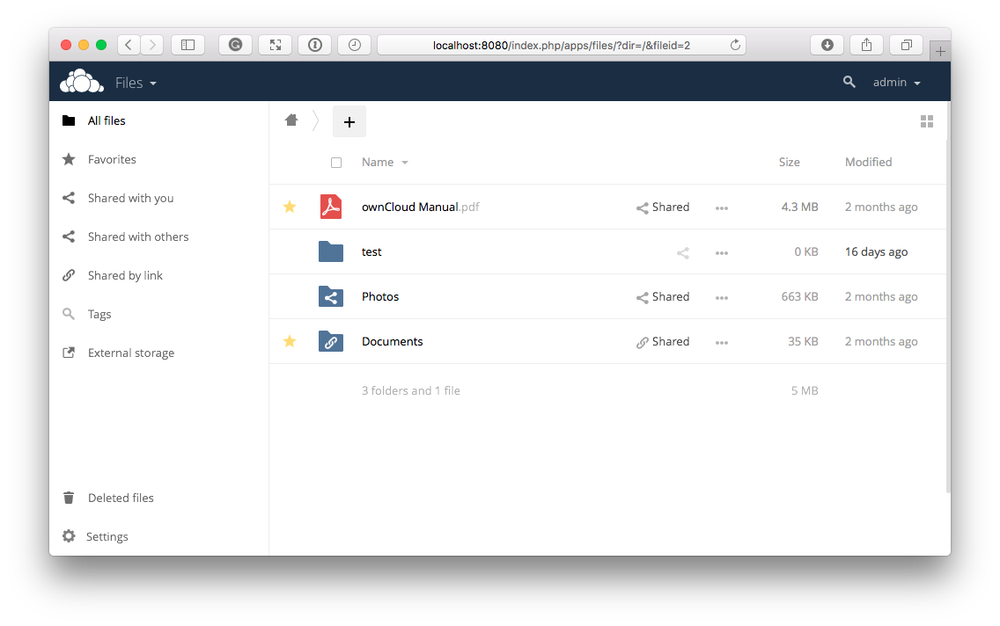 localhost:8080/index.php/apps/files/?dir=/&fileid=2
Files
admin
All files
Favorites
Shared with you
Shared with others
Shared by link
Tags
External storage
Deleted files
Settings
Name Size Modified
ownCloud Manual.pdf Shared 4.3 MB 2 months ago
test 0 KB 16 days ago
Photos Shared 663 KB 2 months ago
Documents Shared 35 KB 2 months ago
3 folders and 1 file 5 MB